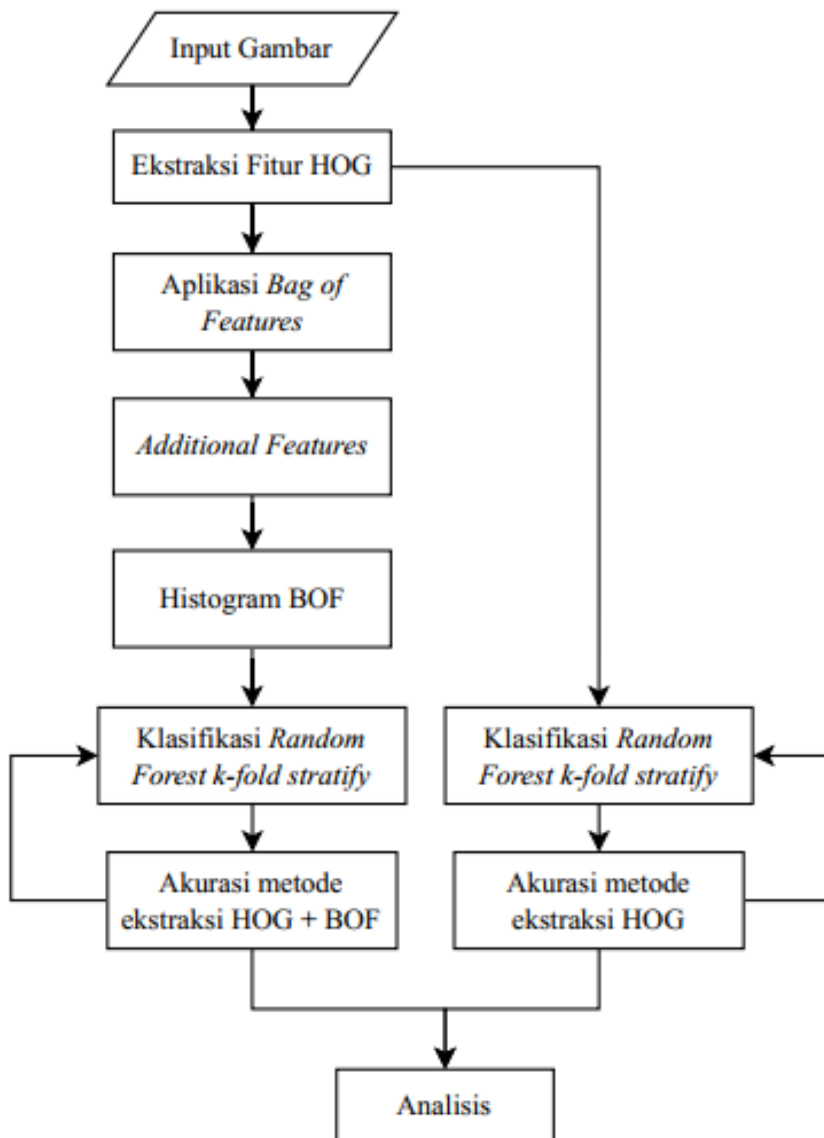 Input Gambar
Ekstraksi Fitur HOG
Aplikasi Bag of
Features
Additional Features
Histogram BOF
Klasifikasi Random
Forest k-fold stratify
Akurasi metode
ekstraksi HOG + BOF
Klasifikasi Random
Forest k-fold stratify
Akurasi metode
ekstraksi HOG
Analisis